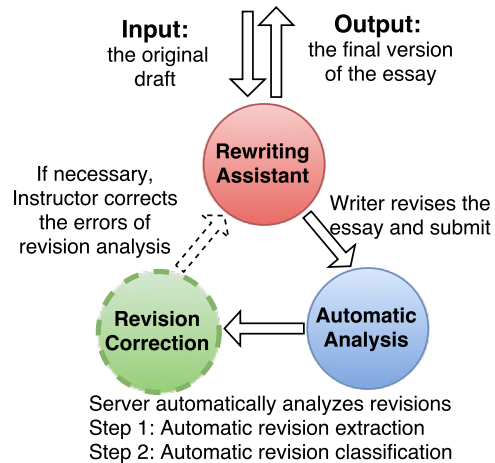 Input:
the original
draft
Output:
the final version
of the essay
Rewriting
Assistant
If necessary,
Instructor corrects
the errors of
revision analysis
Writer revises the
essay and submit
Revision
Correction
Automatic
Analysis
Server automatically analyzes revisions
Step 1: Automatic revision extraction
Step 2: Automatic revision classification